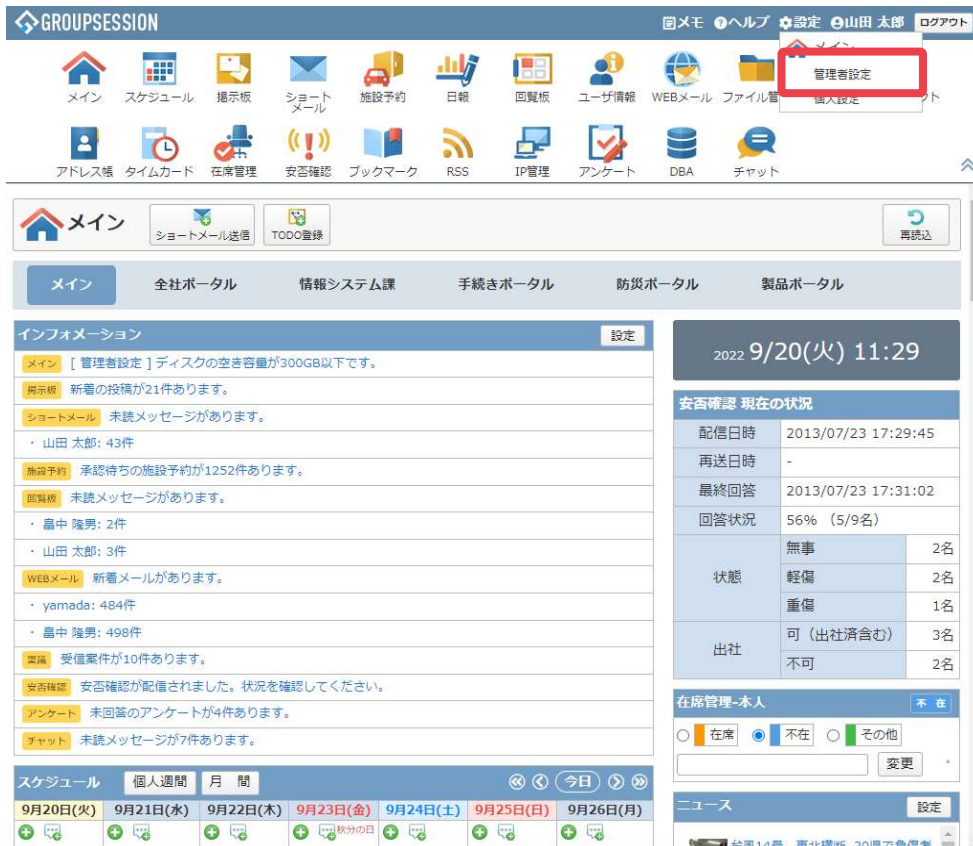 GROUPSESSION
メモ ヘルプ 設定 山田 太郎 ログアウト
メイン
管理者設定
個人設定
メイン スケジュール 掲示板 ショートメール 施設予約 日報 回覧板 ユーザ情報 WEBメール ファイル管 クト
アドレス帳 タイムカード 在席管理 安否確認 ブックマーク RSS IP管理 アンケート DBA チャット
メイン ショートメール送信 TODO登録 再読込
メイン 全社ポータル 情報システム課 手続きポータル 防災ポータル 製品ポータル
インフォメーション 設定
メイン [ 管理者設定 ] ディスクの空き容量が300GB以下です。
掲示板 新着の投稿が21件あります。
ショートメール 未読メッセージがあります。
・ 山田 太郎: 43件
施設予約 承認待ちの施設予約が1252件あります。
回覧板 未読メッセージがあります。
・ 畠中 隆男: 2件
・ 山田 太郎: 3件
WEBメール 新着メールがあります。
・ yamada: 484件
・ 畠中 隆男: 498件
稟議 受信案件が10件あります。
安否確認 安否確認が配信されました。状況を確認してください。
アンケート 未回答のアンケートが4件あります。
チャット 未読メッセージが7件あります。
スケジュール 個人週間 月 間 今日
9月20日(火) 9月21日(水) 9月22日(木) 9月23日(金) 9月24日(土) 9月25日(日) 9月26日(月)
秋分の日
2022 9/20(火) 11:29
安否確認 現在の状況
配信日時 2013/07/23 17:29:45
再送日時 -
最終回答 2013/07/23 17:31:02
回答状況 56% (5/9名)
状態 無事 2名
軽傷 2名
重傷 1名
出社 可(出社済含む) 3名
不可 2名
在席管理-本人 不 在
在席 不在 その他
変更
ニュース 設定